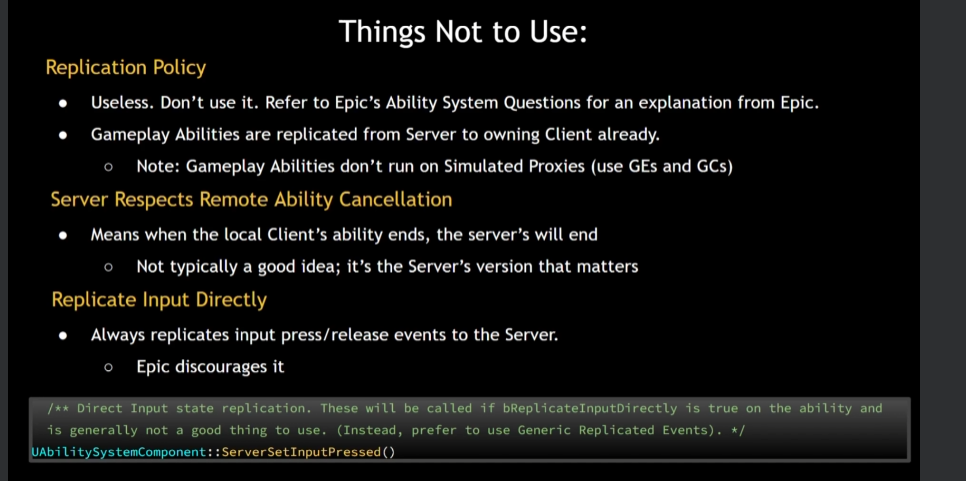 Things Not to Use:
Replication Policy
● Useless. Don't use it. Refer to Epic's Ability System Questions for an explanation from Epic.
● Gameplay Abilities are replicated from Server to owning Client already.
○ Note: Gameplay Abilities don't run on Simulated Proxies (use GEs and GCs)
Server Respects Remote Ability Cancellation
● Means when the local Client's ability ends, the server's will end
○ Not typically a good idea; it's the Server's version that matters
Replicate Input Directly
● Always replicates input press/release events to the Server.
○ Epic discourages it
/** Direct Input state replication. These will be called if bReplicateInputDirectly is true on the ability and
is generally not a good thing to use. (Instead, prefer to use Generic Replicated Events). */
UAbilitySystemComponent::ServerSetInputPressed()